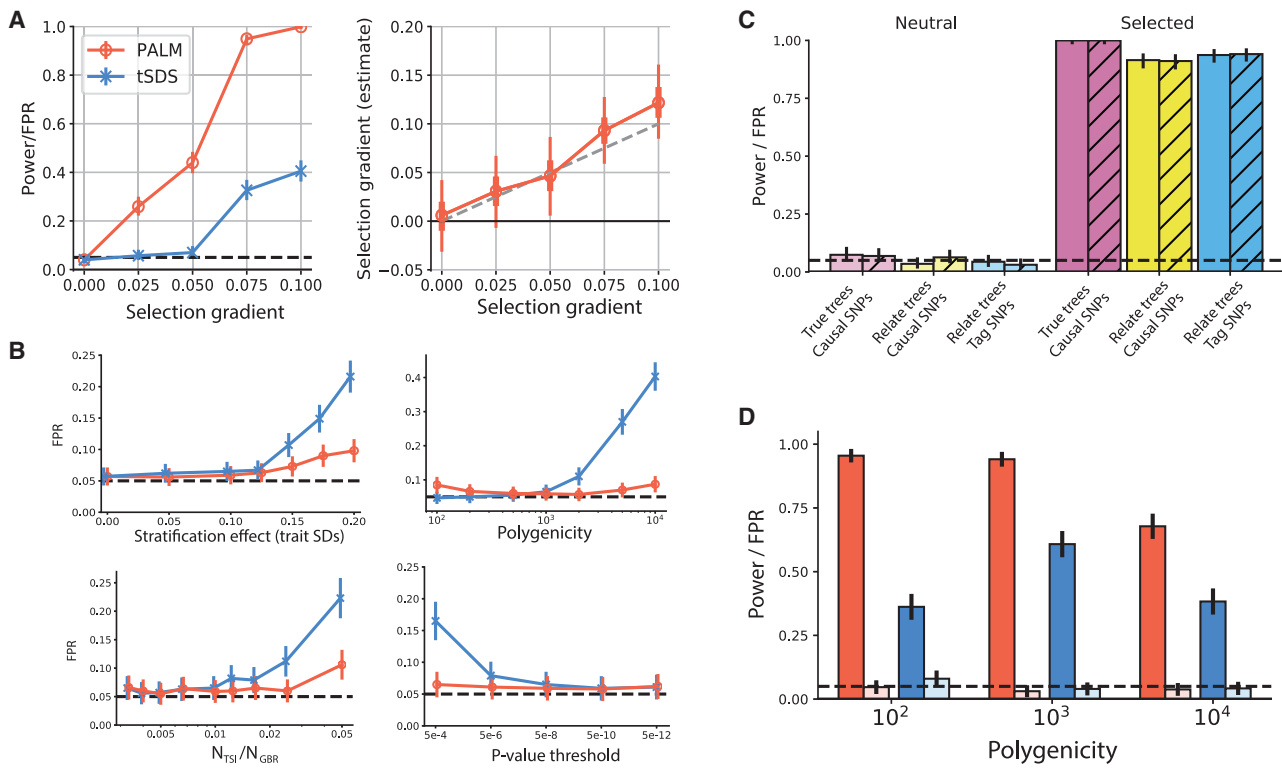 A
Power/FPR
1.0
0.8
0.6
0.4
0.2
0.0
PALM
tSDS
0.000 0.025 0.050 0.075 0.100
Selection gradient
Selection gradient (estimate)
0.20
0.15
0.10
0.05
0.00
−0.05
0.000 0.025 0.050 0.075 0.100
Selection gradient
B
FPR
0.25
0.20
0.15
0.10
0.05
0.00
0.00 0.05 0.10 0.15 0.20
Stratification effect (trait SDs)
0.4
0.3
0.2
0.1
10² 10³ 10⁴
Polygenicity
FPR
0.25
0.20
0.15
0.10
0.05
0.00
0.005 0.01 0.02 0.05
N_TSI/N_GBR
0.25
0.20
0.15
0.10
0.05
0.00
5e-4 5e-6 5e-8 5e-10 5e-12
P-value threshold
C
Neutral Selected
Power / FPR
1.00
0.75
0.50
0.25
0.00
True trees
Causal SNPs
Relate trees
Causal SNPs
Relate trees
Tag SNPs
True trees
Causal SNPs
Relate trees
Causal SNPs
Relate trees
Tag SNPs
D
Power / FPR
1.00
0.75
0.50
0.25
0.00
10² 10³ 10⁴
Polygenicity